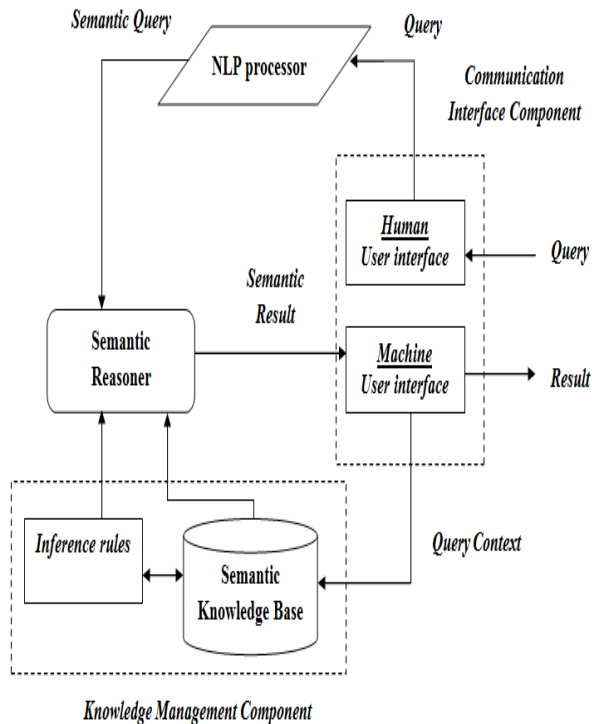 Semantic Query
Query
NLP processor
Communication
Interface Component
Human
User interface
Query
Semantic
Result
Semantic
Reasoner
Machine
User interface
Result
Inference rules
Semantic
Knowledge Base
Query Context
Knowledge Management Component